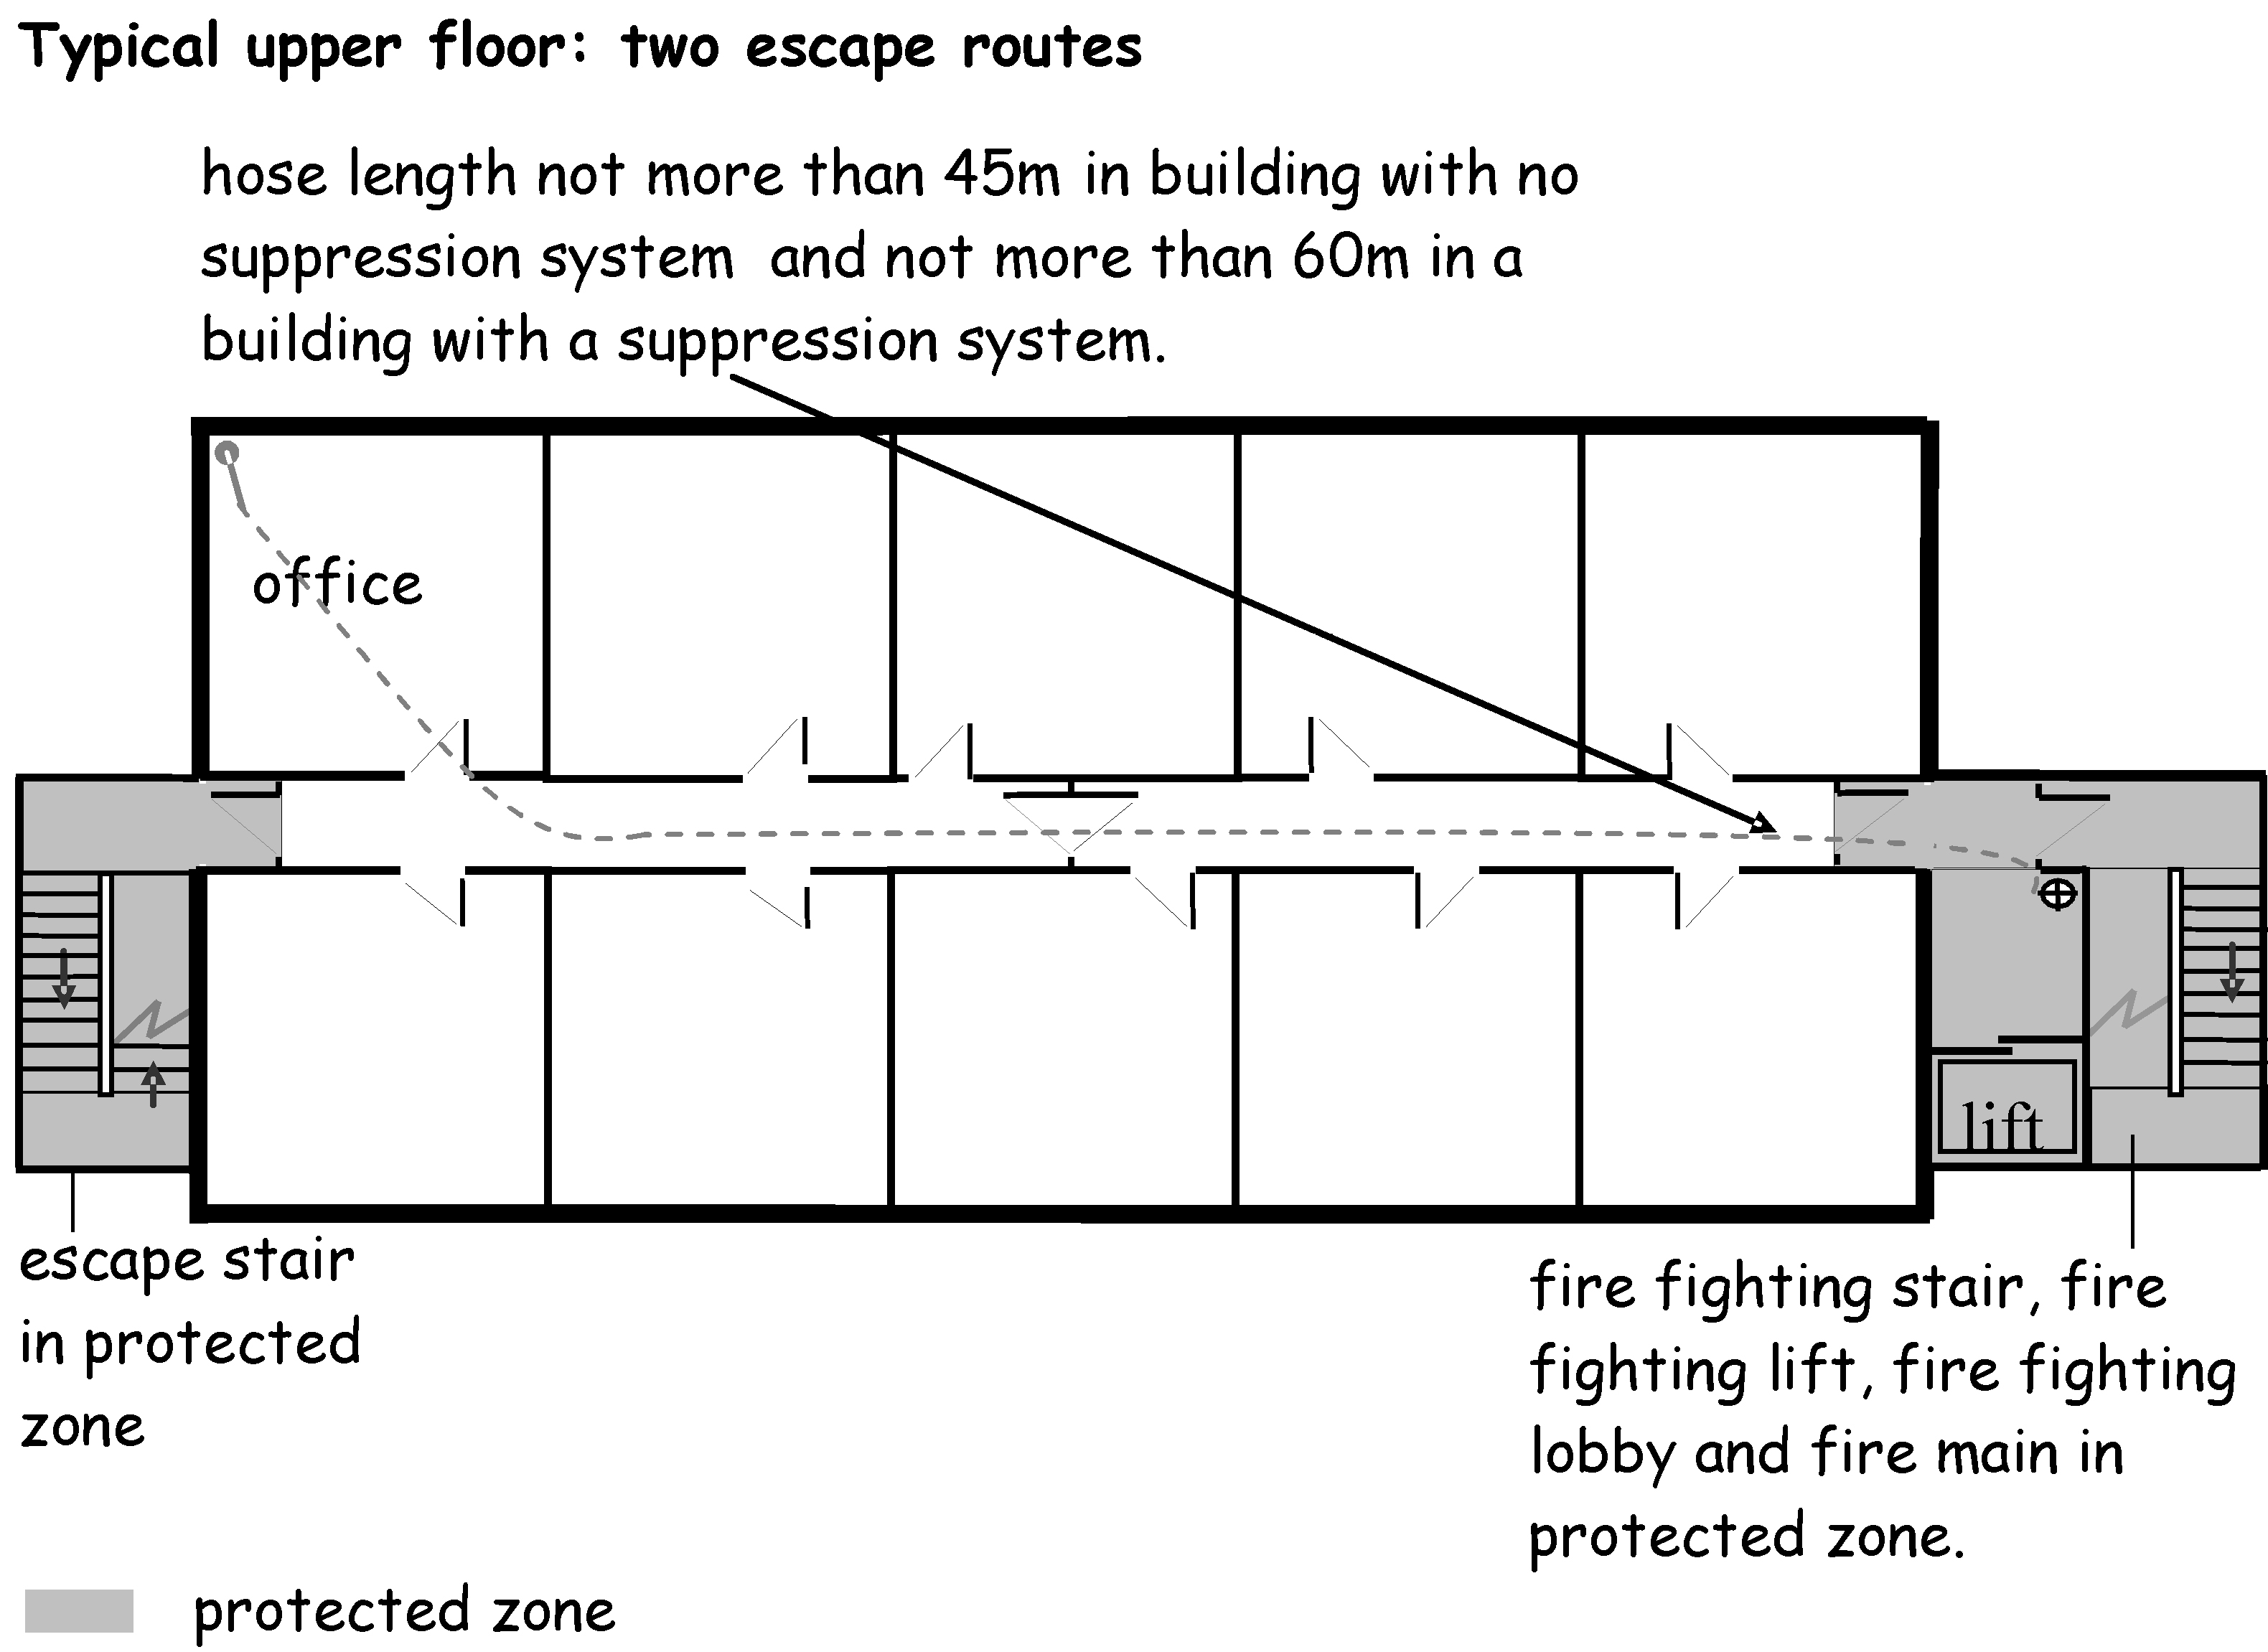 Typical upper floor: two escape routes
hose length not more than 45m in building with no
suppression system and not more than 60m in a
building with a suppression system.
office
lift
escape stair
in protected
zone
fire fighting stair, fire
fighting lift, fire fighting
lobby and fire main in
protected zone.
protected zone